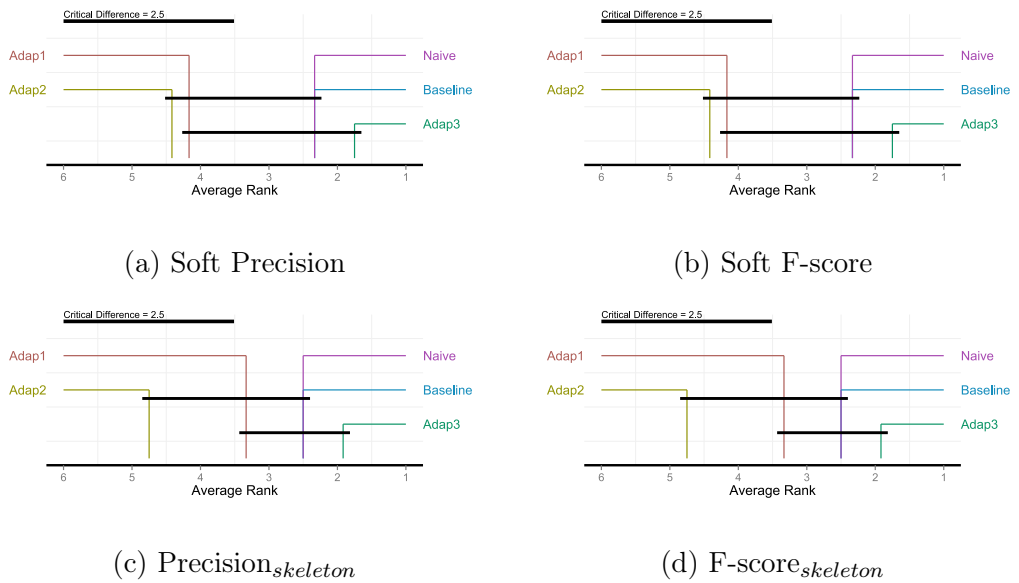 Critical Difference = 2.5
Adap1
Adap2
Naive
Baseline
Adap3
6 5 4 3 2 1
Average Rank
(a) Soft Precision
Critical Difference = 2.5
Adap1
Adap2
Naive
Baseline
Adap3
6 5 4 3 2 1
Average Rank
(b) Soft F-score
Critical Difference = 2.5
Adap1
Adap2
Naive
Baseline
Adap3
6 5 4 3 2 1
Average Rank
(c) Precision skeleton
Critical Difference = 2.5
Adap1
Adap2
Naive
Baseline
Adap3
6 5 4 3 2 1
Average Rank
(d) F-score skeleton